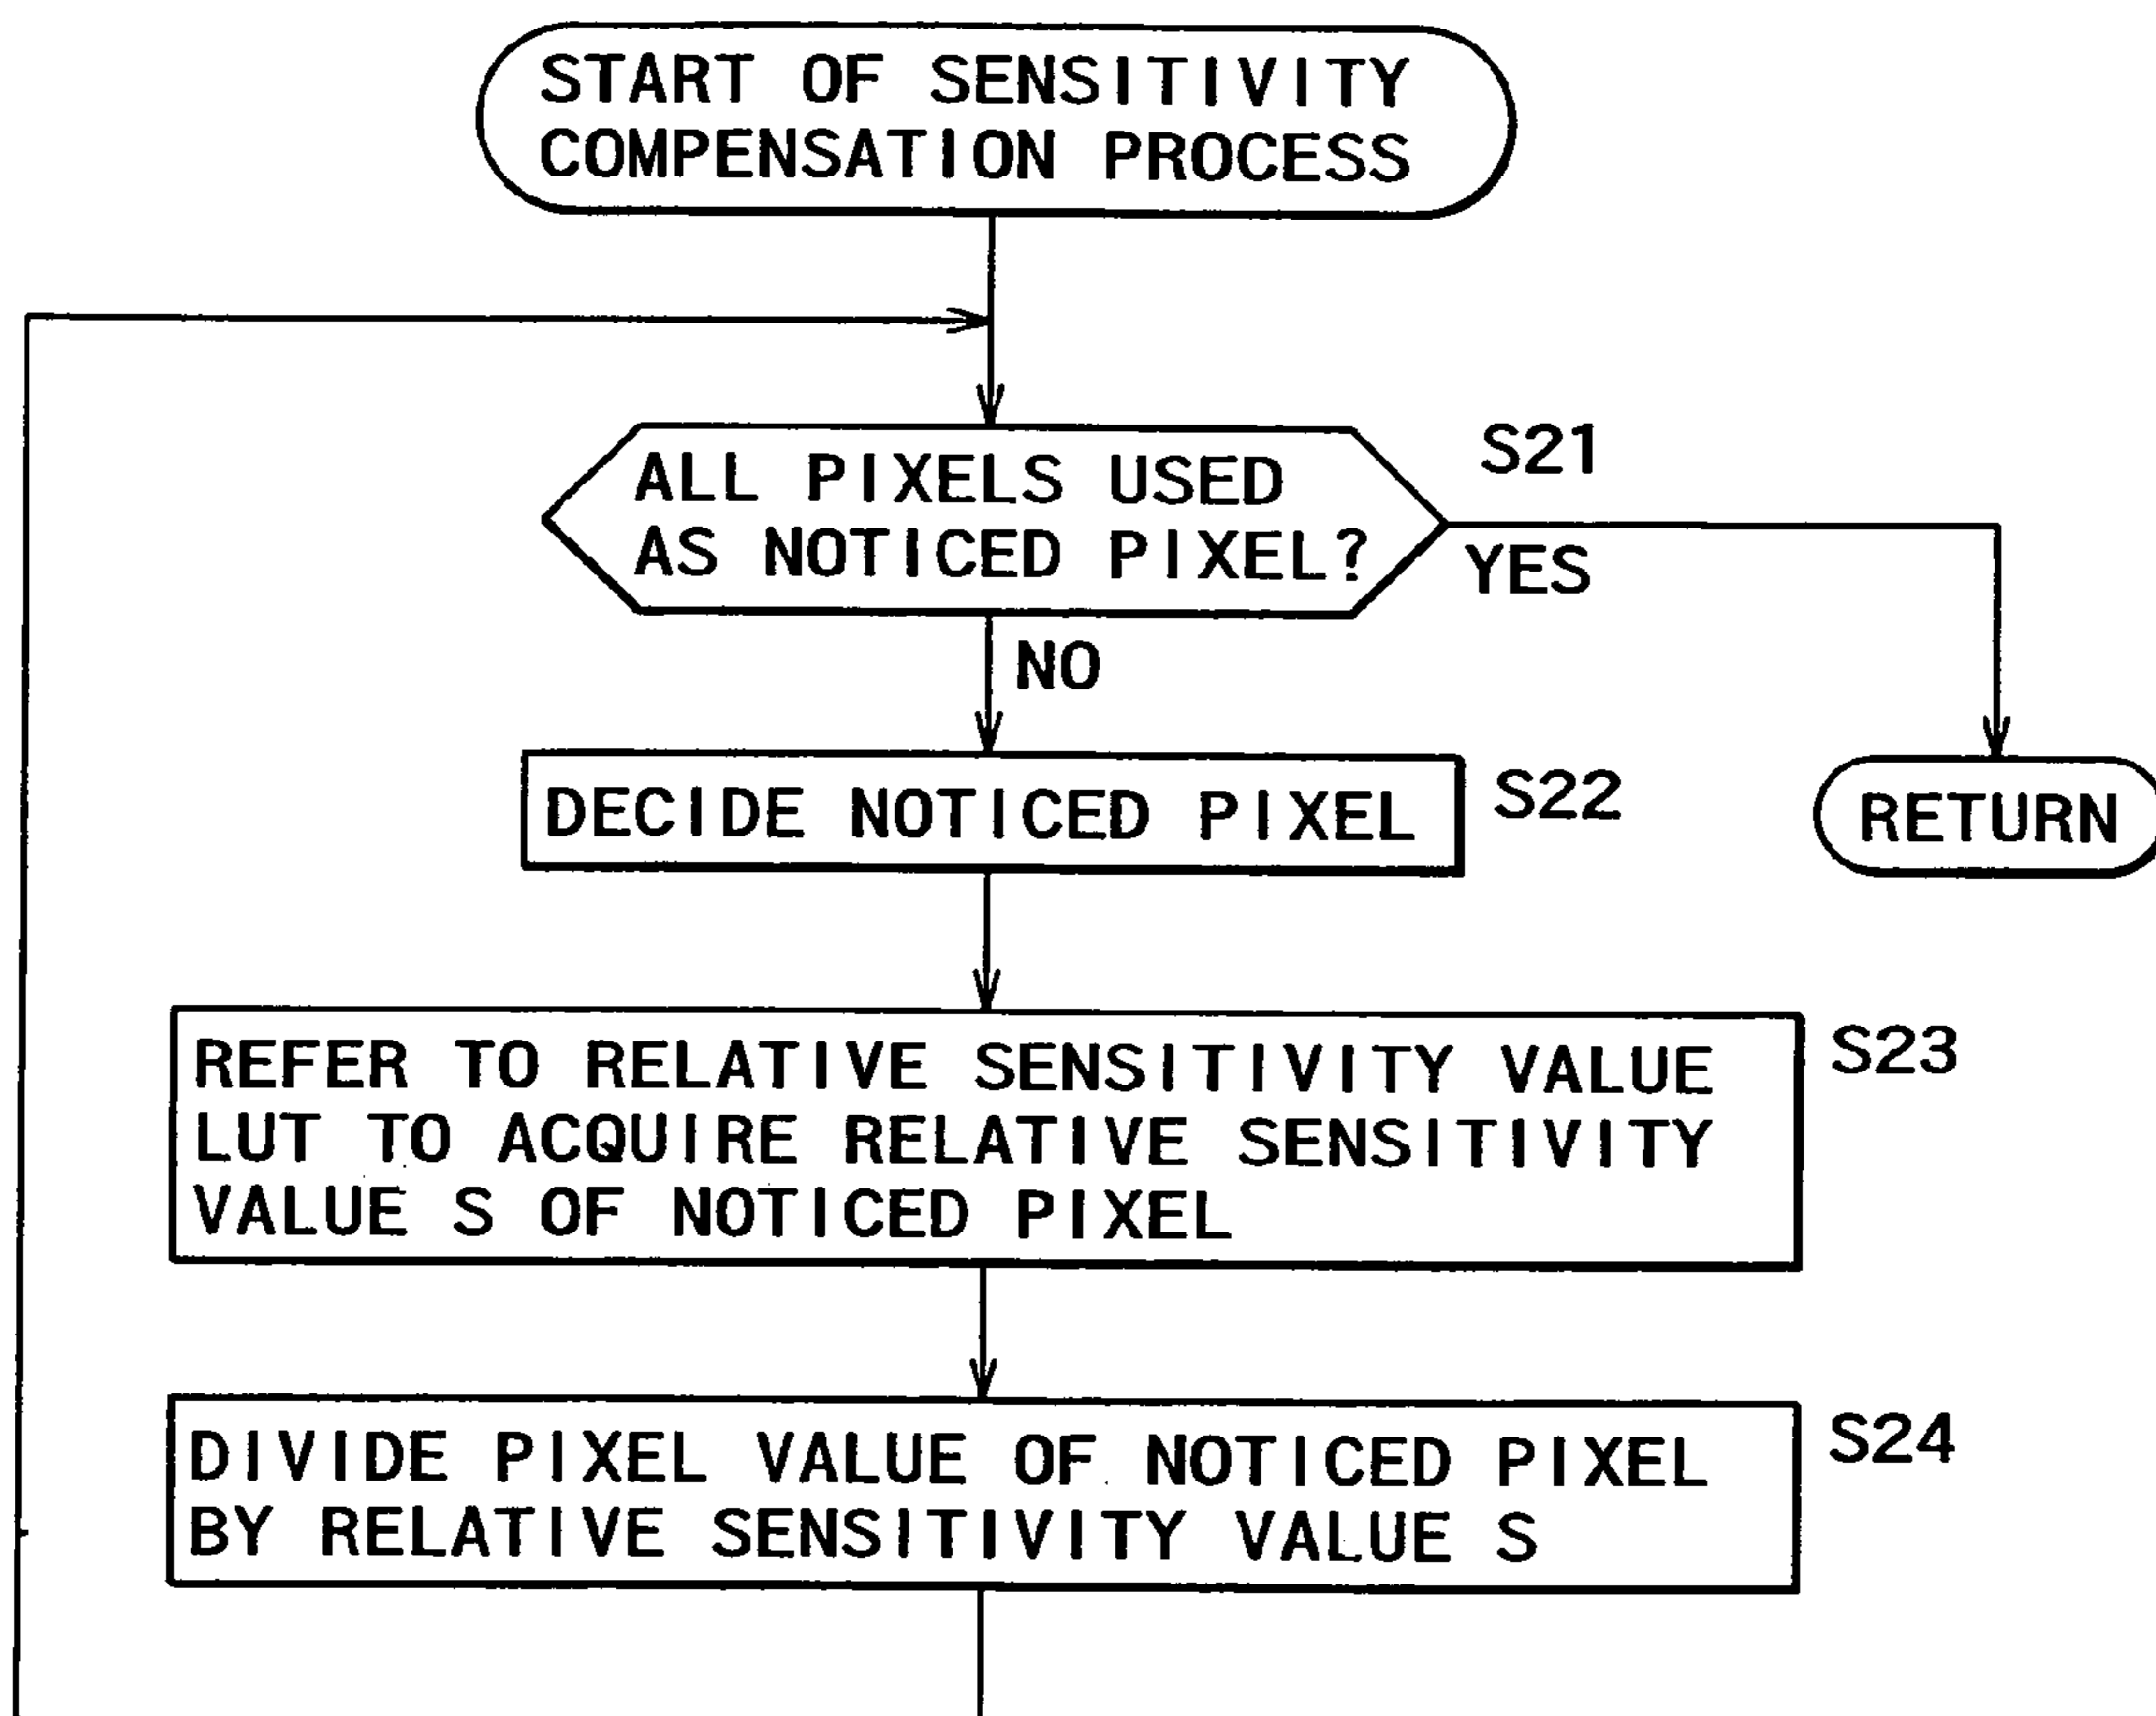 START OF SENSITIVITY
COMPENSATION PROCESS
ALL PIXELS USED
AS NOTICED PIXEL?
S21
YES
NO
DECIDE NOTICED PIXEL
S22
RETURN
REFER TO RELATIVE SENSITIVITY VALUE
LUT TO ACQUIRE RELATIVE SENSITIVITY
VALUE S OF NOTICED PIXEL
S23
DIVIDE PIXEL VALUE OF NOTICED PIXEL
BY RELATIVE SENSITIVITY VALUE S
S24